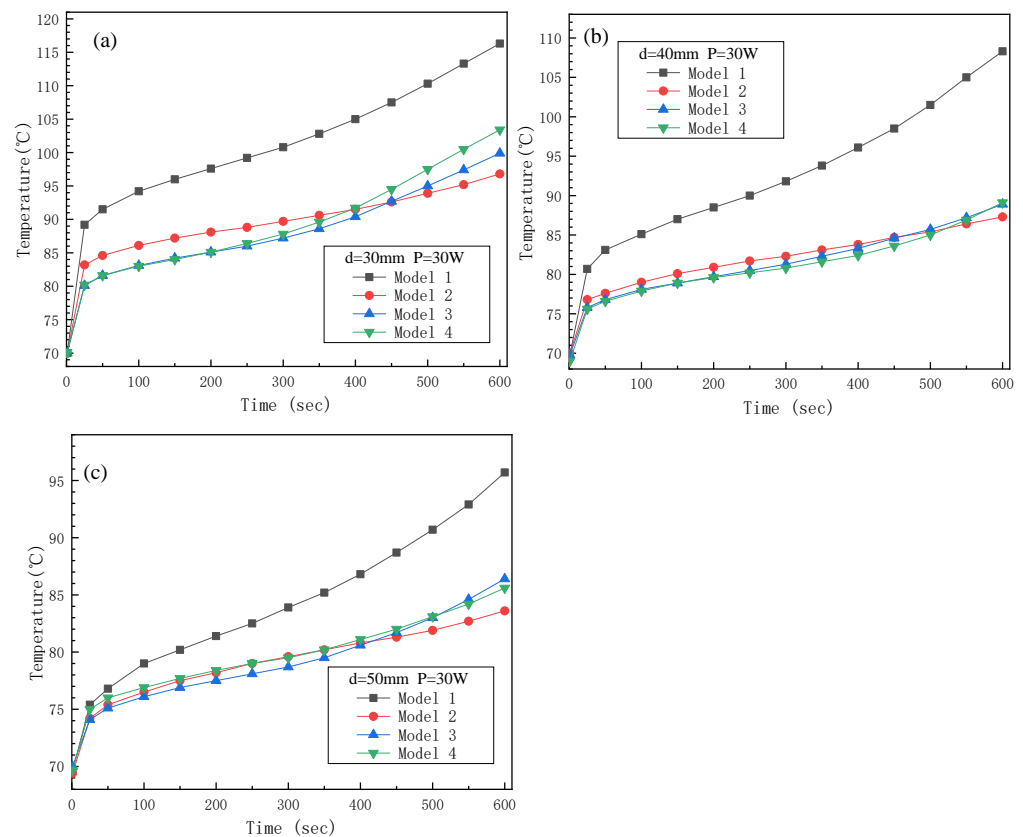 120
115
110
105
100
95
90
85
80
75
70
Temperature(℃)
(a)
d=30mm P=30W
Model 1
Model 2
Model 3
Model 4
0 100 200 300 400 500 600
Time (sec)
110
105
100
95
90
85
80
75
70
Temperature(℃)
(b)
d=40mm P=30W
Model 1
Model 2
Model 3
Model 4
0 100 200 300 400 500 600
Time (sec)
95
90
85
80
75
70
Temperature(℃)
(c)
d=50mm P=30W
Model 1
Model 2
Model 3
Model 4
0 100 200 300 400 500 600
Time (sec)